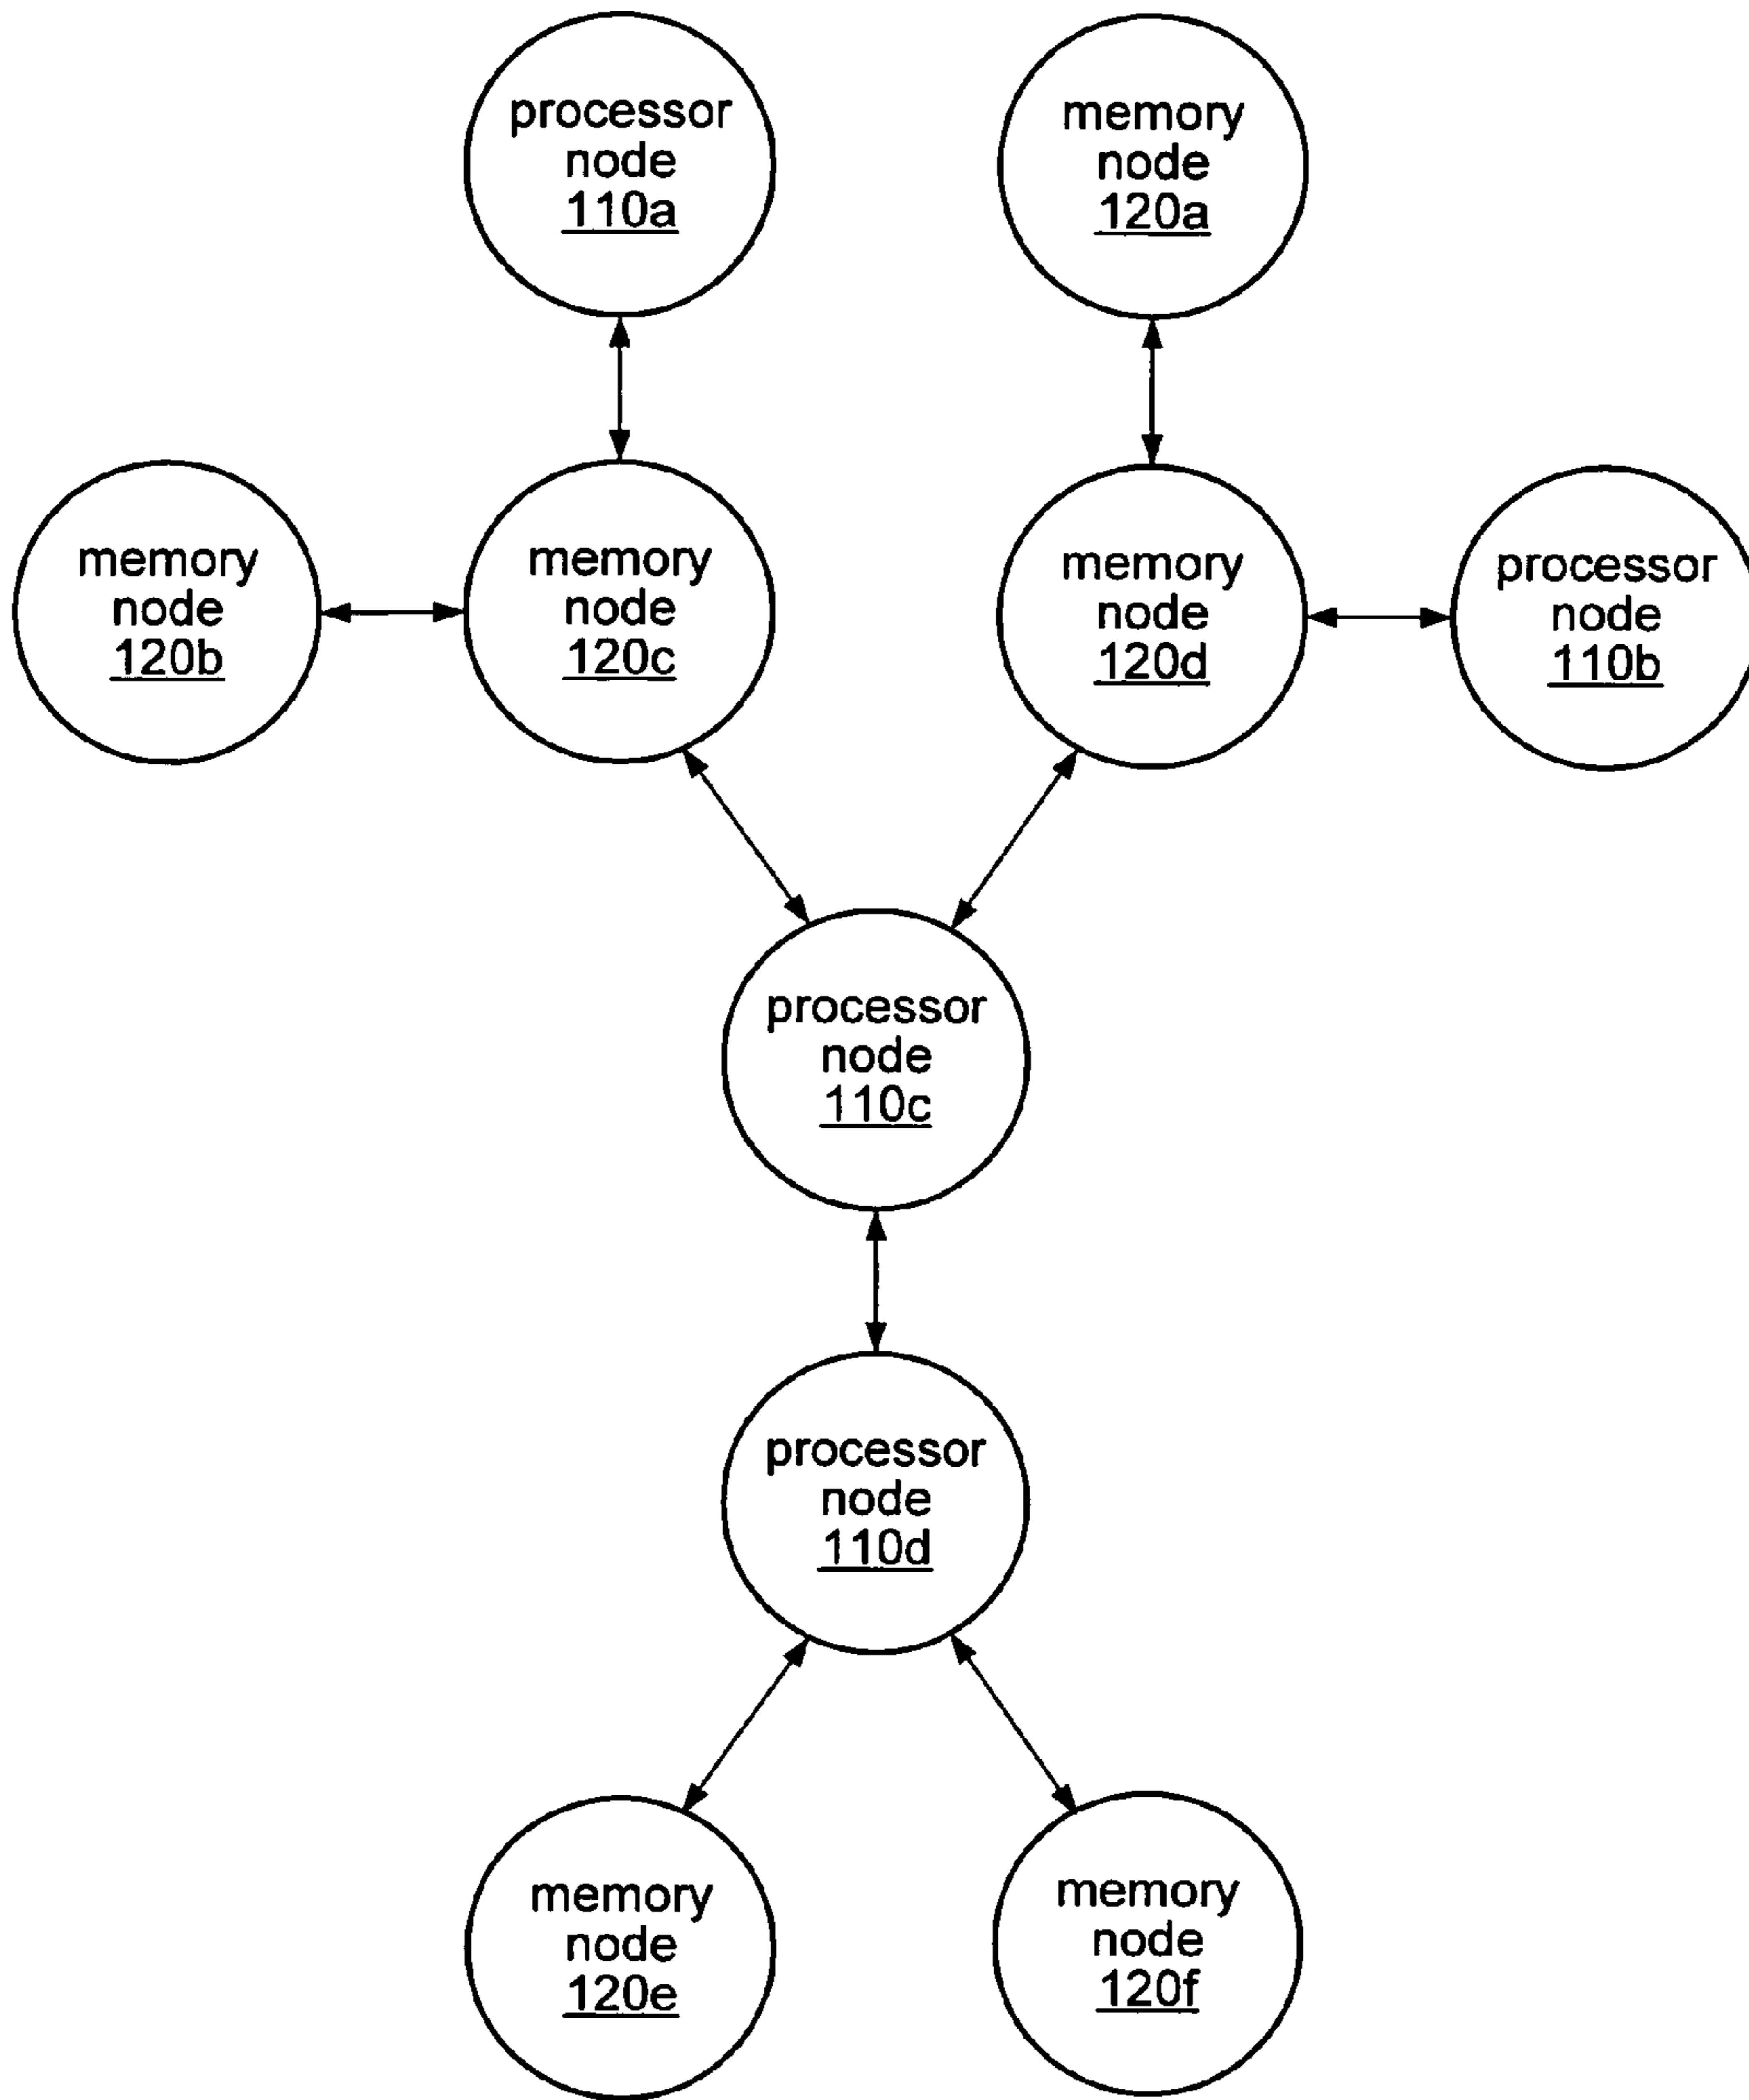 processor
node
110a
memory
node
120a
memory
node
120b
memory
node
120c
memory
node
120d
processor
node
110b
processor
node
110c
processor
node
110d
memory
node
120e
memory
node
120f